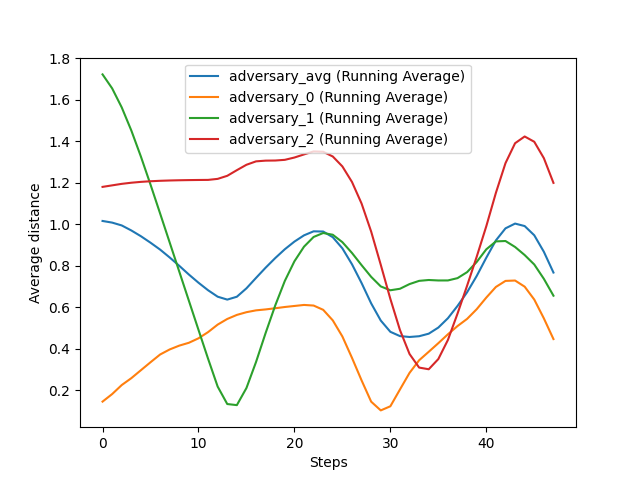 1.8
1.6
1.4
1.2
1.0
0.8
0.6
0.4
0.2
Average distance
adversary_avg (Running Average)
adversary_0 (Running Average)
adversary_1 (Running Average)
adversary_2 (Running Average)
0 10 20 30 40
Steps